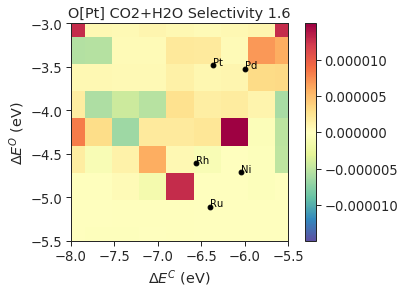 O[Pt] CO2+H2O Selectivity 1.6
−3.0
−3.5
−4.0
−4.5
−5.0
−5.5
ΔE^O (eV)
Pt
Pd
Rh
Ni
Ru
−8.0 −7.5 −7.0 −6.5 −6.0 −5.5
ΔE^C (eV)
0.000010
0.000005
0.000000
−0.000005
−0.000010